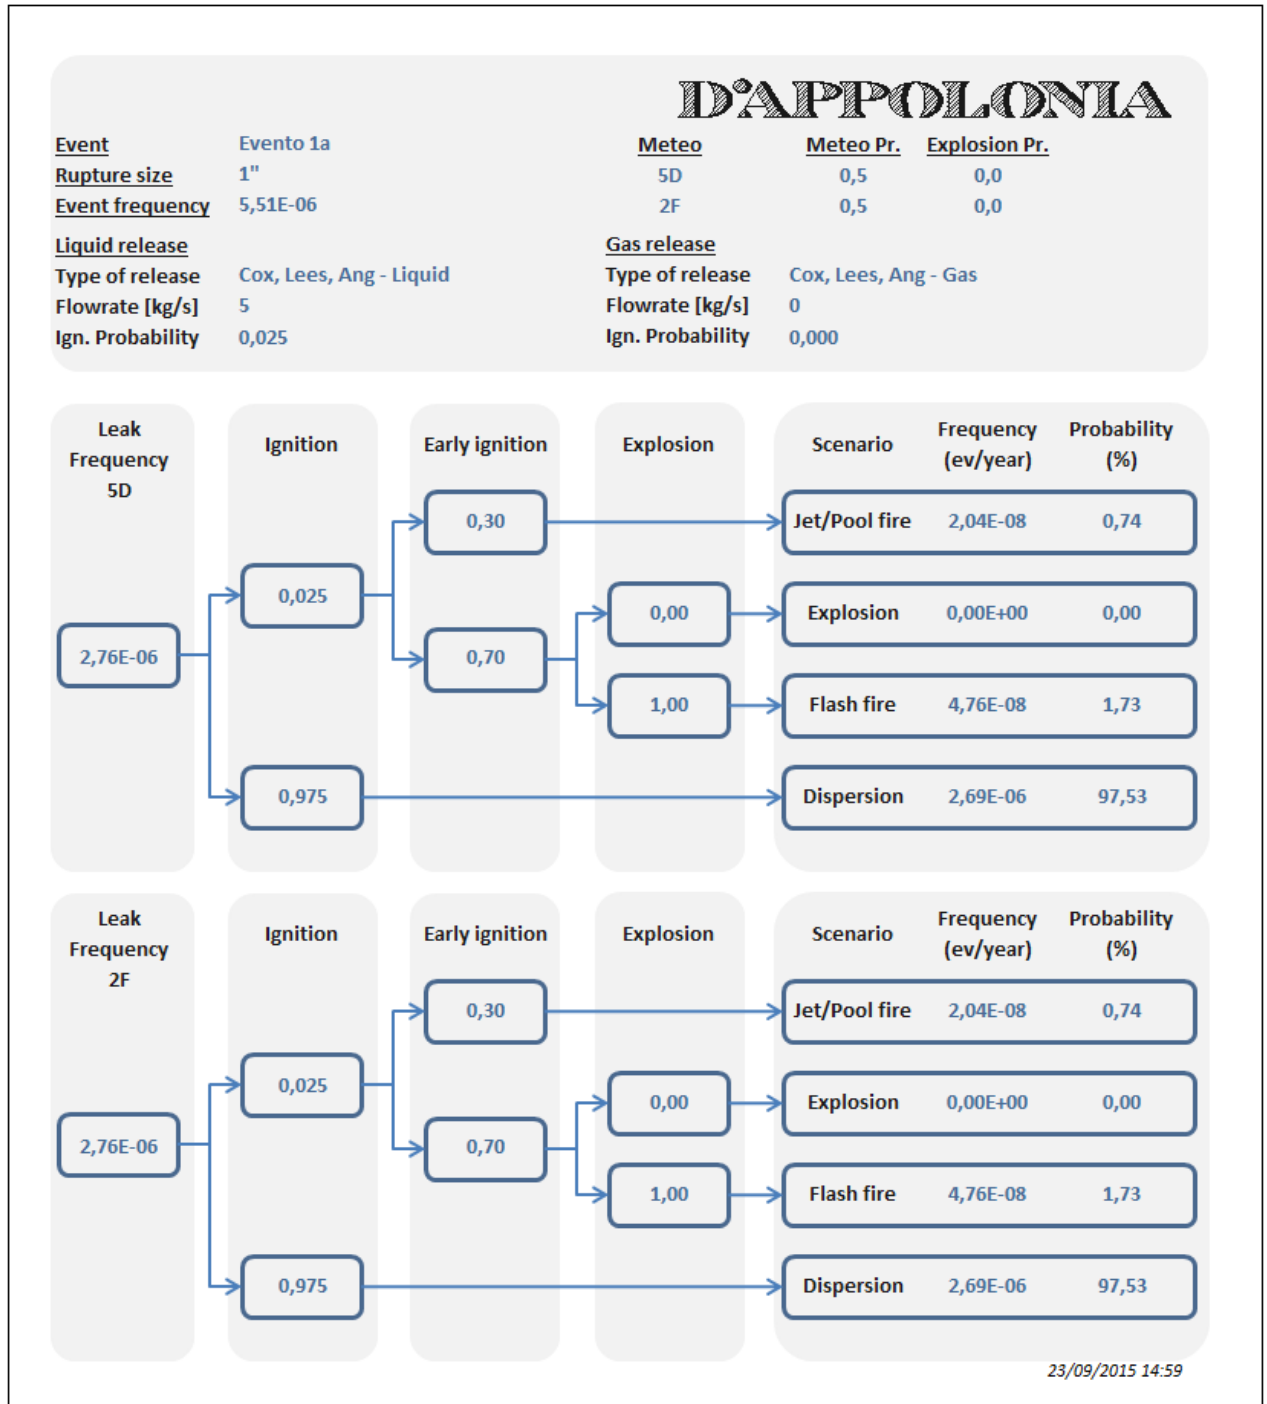 D'APPOLONIA
Event Evento 1a Meteo Meteo Pr. Explosion Pr.
Rupture size 1" 5D 0,5 0,0
Event frequency 5,51E-06 2F 0,5 0,0
Liquid release Gas release
Type of release Cox, Lees, Ang - Liquid Type of release Cox, Lees, Ang - Gas
Flowrate [kg/s] 5 Flowrate [kg/s] 0
Ign. Probability 0,025 Ign. Probability 0,000
Leak Frequency 5D
Ignition
Early ignition
Explosion
Scenario
Frequency (ev/year)
Probability (%)
0,30 Jet/Pool fire 2,04E-08 0,74
0,025 0,00 Explosion 0,00E+00 0,00
2,76E-06 0,70
1,00 Flash fire 4,76E-08 1,73
0,975 Dispersion 2,69E-06 97,53
Leak Frequency 2F
Ignition
Early ignition
Explosion
Scenario
Frequency (ev/year)
Probability (%)
0,30 Jet/Pool fire 2,04E-08 0,74
0,025 0,00 Explosion 0,00E+00 0,00
2,76E-06 0,70
1,00 Flash fire 4,76E-08 1,73
0,975 Dispersion 2,69E-06 97,53
23/09/2015 14:59